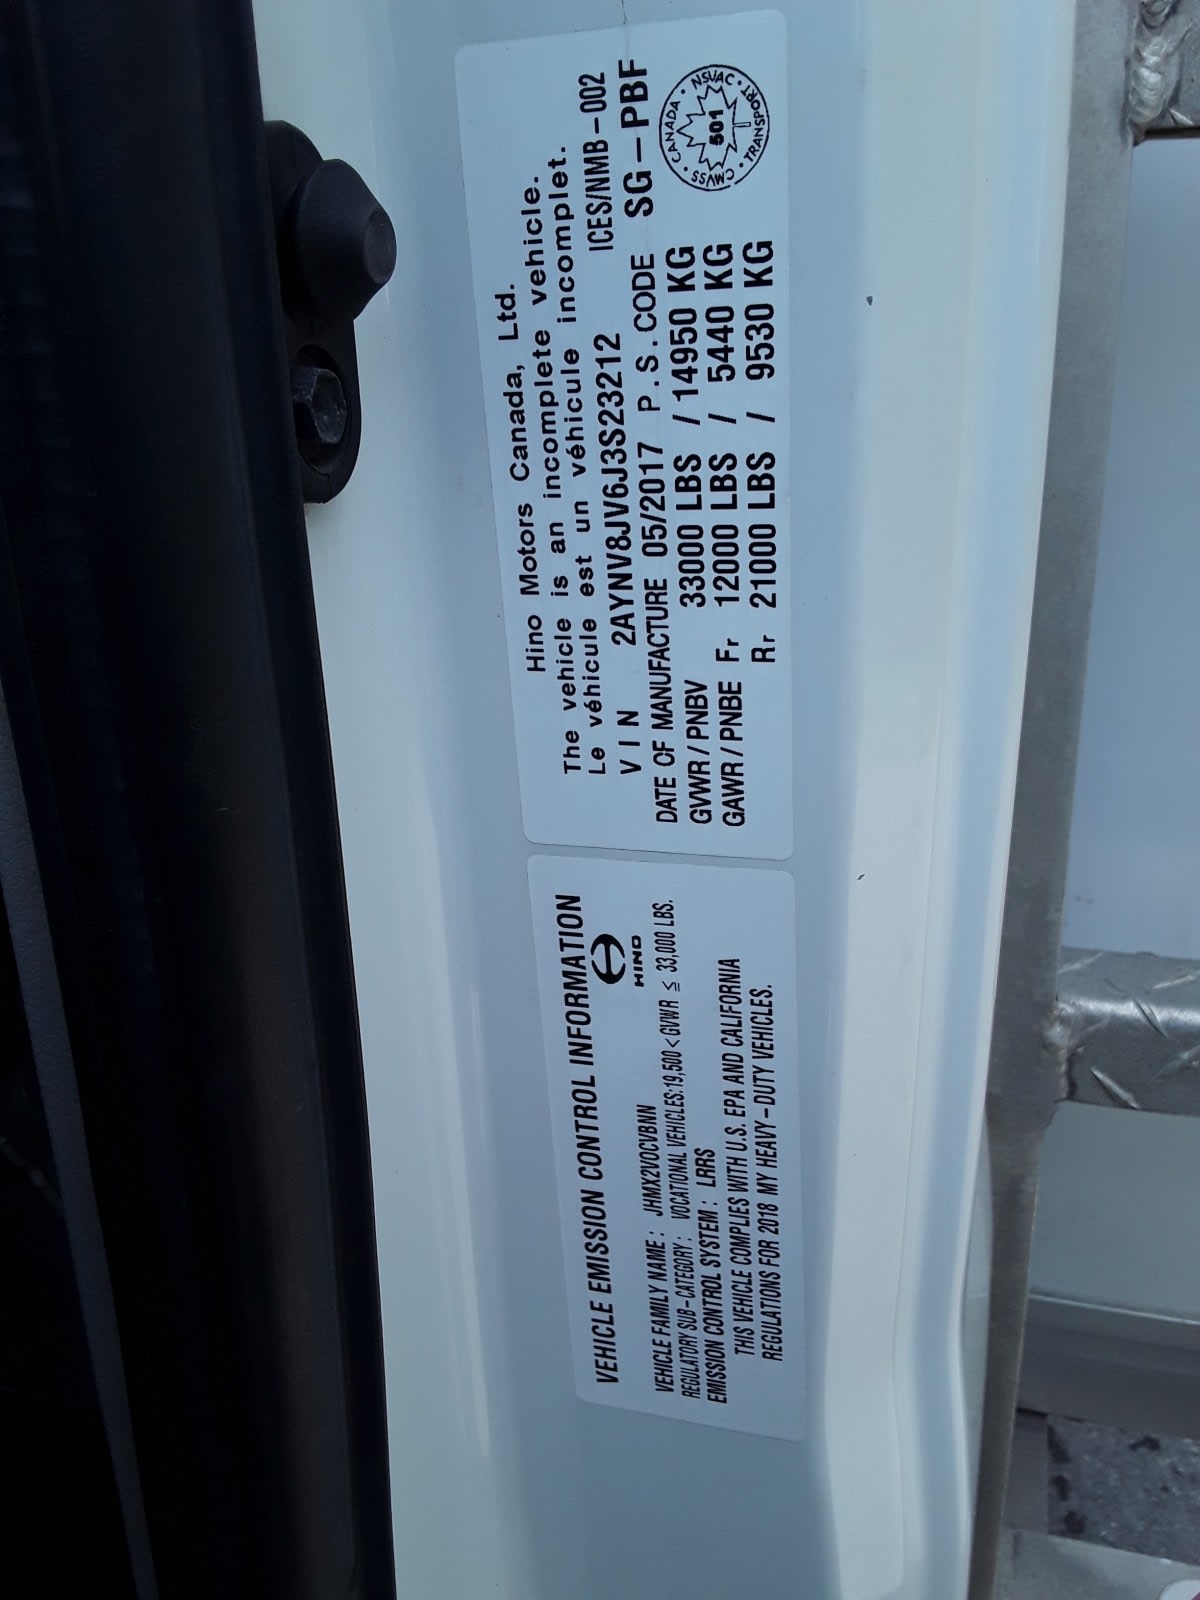 Hino Motors Canada, Ltd.
The vehicle is an incomplete vehicle.
Le véhicule est un véhicule incomplet.
VIN 2AYNV8JV6J3S23212 ICES/NMB-002
DATE OF MANUFACTURE 05/2017 P.S.CODE SG-PBF
GVWR/PNBV 33000 LBS / 14950 KG
GAWR/PNBE Fr 12000 LBS / 5440 KG
Rr 21000 LBS / 9530 KG
CANADA · NSVAC · TRANSPORT · CMVSS ·
501
VEHICLE EMISSION CONTROL INFORMATION
HINO
VEHICLE FAMILY NAME : JHMX2VOCVBNN
REGULATORY SUB-CATEGORY : VOCATIONAL VEHICLES:19,500 < GVWR ≦ 33,000 LBS.
EMISSION CONTROL SYSTEM : LRRS
THIS VEHICLE COMPLIES WITH U.S. EPA AND CALIFORNIA
REGULATIONS FOR 2018 MY HEAVY-DUTY VEHICLES.